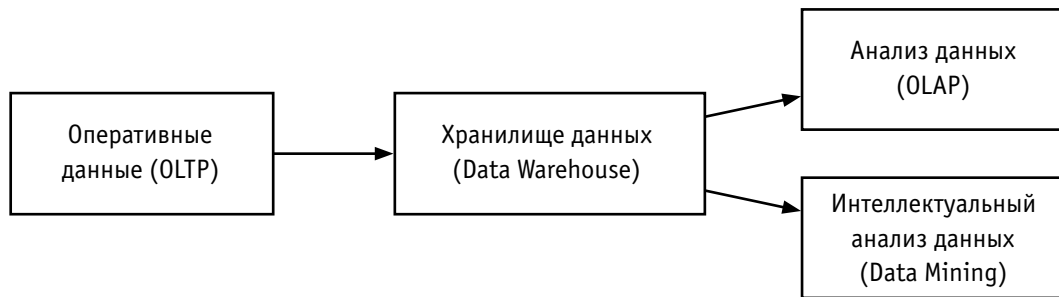 Оперативные
данные (OLTP)
Хранилище данных
(Data Warehouse)
Анализ данных
(OLAP)
Интеллектуальный
анализ данных
(Data Mining)